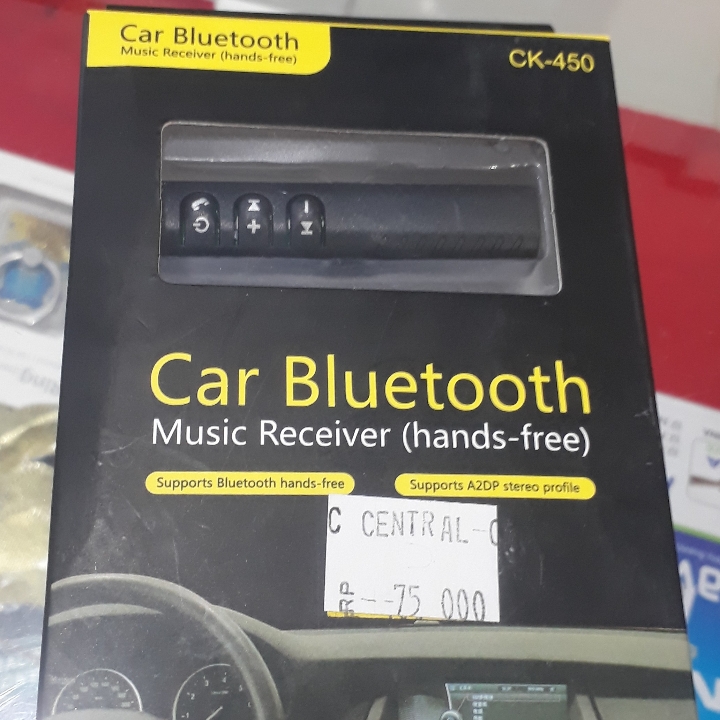 Car Bluetooth
Music Receiver (hands-free)
CK-450
Car Bluetooth
Music Receiver (hands-free)
Supports Bluetooth hands-free
Supports A2DP stereo profile
C CENTRAL-C
RP --75 000